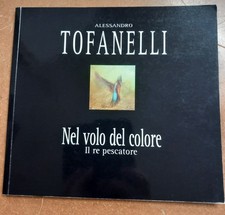 ALESSANDRO
TOFANELLI
Nel volo del colore
Il re pescatore